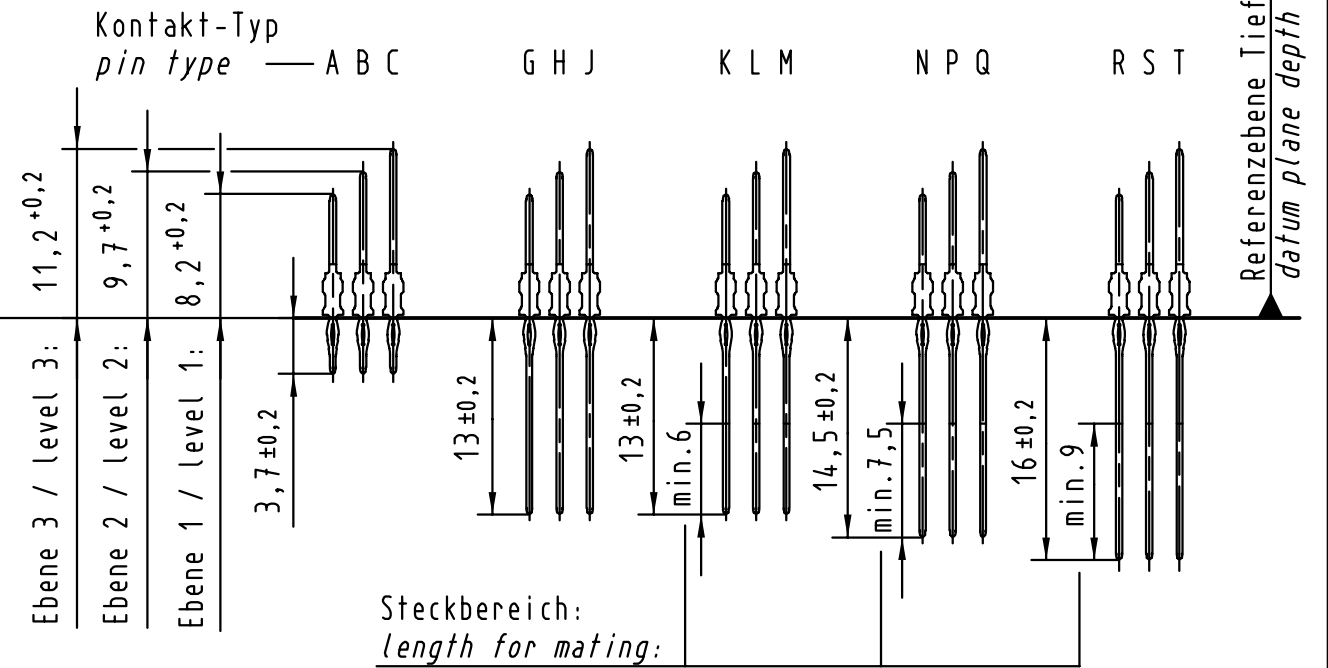 Kontakt-Typ
pin type
A B C
G H J
K L M
N P Q
R S T
Referenzebene Tief
datum plane depth
11,2 +0,2
9,7 +0,2
8,2 +0,2
Ebene 3 / level 3:
Ebene 2 / level 2:
Ebene 1 / level 1:
3,7±0,2
13±0,2
13±0,2
min.6
14,5±0,2
min.7,5
16±0,2
min.9
Steckbereich:
length for mating: